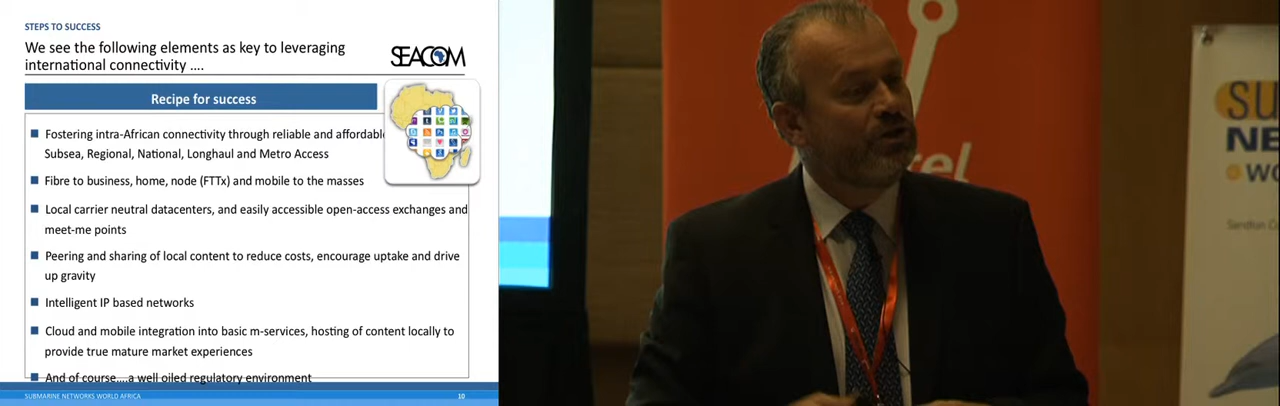 STEPS TO SUCCESS
We see the following elements as key to leveraging
international connectivity ....
SEACOM
Recipe for success
Fostering intra-African connectivity through reliable and affordable
Subsea, Regional, National, Longhaul and Metro Access
Fibre to business, home, node (FTTx) and mobile to the masses
Local carrier neutral datacenters, and easily accessible open-access exchanges and
meet-me points
Peering and sharing of local content to reduce costs, encourage uptake and drive
up gravity
Intelligent IP based networks
Cloud and mobile integration into basic m-services, hosting of content locally to
provide true mature market experiences
And of course....a well oiled regulatory environment
SUBMARINE NETWORKS WORLD AFRICA
10
SU
NE
WO